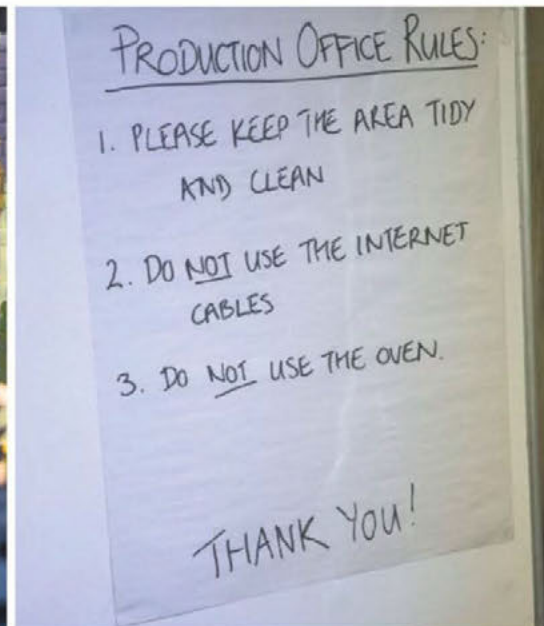 PRODUCTION OFFICE RULES:
1. PLEASE KEEP THE AREA TIDY
AND CLEAN
2. DO NOT USE THE INTERNET
CABLES
3. DO NOT USE THE OVEN.
THANK YOU!